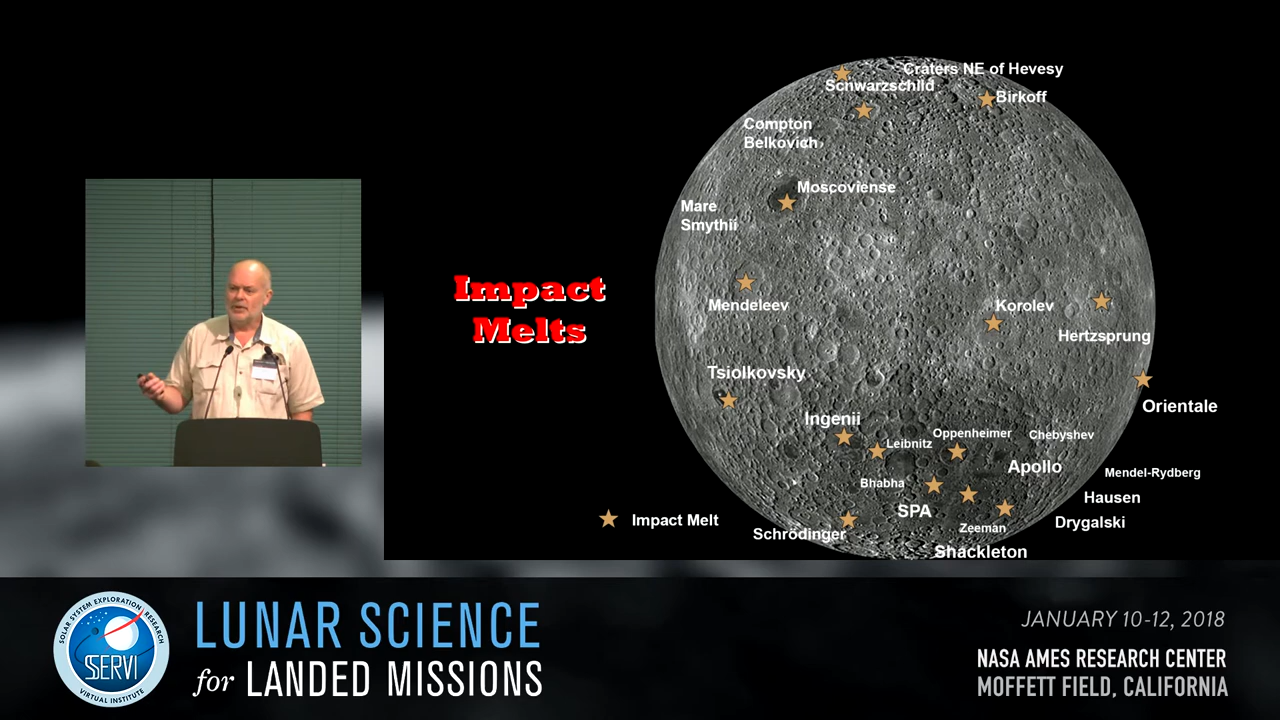 Craters NE of Hevesy
Schwarzschild
Birkoff
Compton
Belkovich
Moscoviense
Mare
Smythii
Impact
Melts
Mendeleev
Korolev
Hertzsprung
Tsiolkovsky
Orientale
Ingenii
Leibnitz
Oppenheimer
Chebyshev
Apollo
Mendel-Rydberg
Bhabha
Hausen
SPA
Impact Melt
Schrödinger
Zeeman
Drygalski
Shackleton
SOLAR SYSTEM EXPLORATION RESEARCH
SSERVI
VIRTUAL INSTITUTE
LUNAR SCIENCE
for LANDED MISSIONS
JANUARY 10-12, 2018
NASA AMES RESEARCH CENTER
MOFFETT FIELD, CALIFORNIA